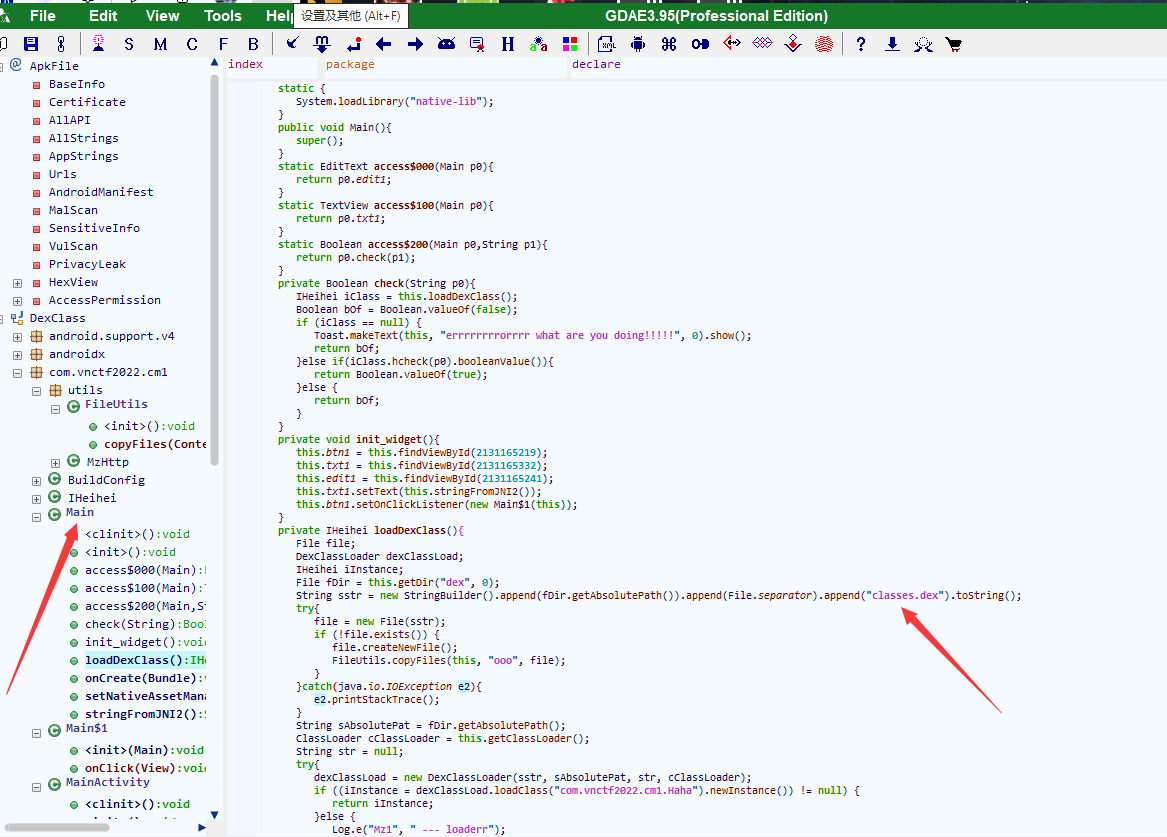 File Edit View Tools Help 设置及其他 (Alt+F) GDAE3.95(Professional Edition)
S M C F B H a²a XML ⌘ ?
@ ApkFile
BaseInfo
Certificate
AllAPI
AllStrings
AppStrings
Urls
AndroidManifest
MalScan
SensitiveInfo
VulScan
PrivacyLeak
HexView
AccessPermission
DexClass
android.support.v4
androidx
com.vnctf2022.cm1
utils
FileUtils
<init>():void
copyFiles(Conte
MzHttp
BuildConfig
IHeihei
Main
<clinit>():void
<init>():void
access$000(Main):
access$100(Main):
access$200(Main,St
check(String):Bool
init_widget():void
loadDexClass():IHe
onCreate(Bundle):v
setNativeAssetMana
stringFromJNI2():S
Main$1
<init>(Main):void
onClick(View):void
MainActivity
<clinit>():void
index package declare
static {
System.loadLibrary("native-lib");
}
public void Main(){
super();
}
static EditText access$000(Main p0){
return p0.edit1;
}
static TextView access$100(Main p0){
return p0.txt1;
}
static Boolean access$200(Main p0,String p1){
return p0.check(p1);
}
private Boolean check(String p0){
IHeihei iClass = this.loadDexClass();
Boolean bOf = Boolean.valueOf(false);
if (iClass == null) {
Toast.makeText(this, "errrrrrrrorrrr what are you doing!!!!!", 0).show();
return bOf;
}else if(iClass.hcheck(p0).booleanValue()){
return Boolean.valueOf(true);
}else {
return bOf;
}
}
private void init_widget(){
this.btn1 = this.findViewById(2131165219);
this.txt1 = this.findViewById(2131165332);
this.edit1 = this.findViewById(2131165241);
this.txt1.setText(this.stringFromJNI2());
this.btn1.setOnClickListener(new Main$1(this));
}
private IHeihei loadDexClass(){
File file;
DexClassLoader dexClassLoad;
IHeihei iInstance;
File fDir = this.getDir("dex", 0);
String sstr = new StringBuilder().append(fDir.getAbsolutePath()).append(File.separator).append("classes.dex").toString();
try{
file = new File(sstr);
if (!file.exists()) {
file.createNewFile();
FileUtils.copyFiles(this, "ooo", file);
}
}catch(java.io.IOException e2){
e2.printStackTrace();
}
String sAbsolutePat = fDir.getAbsolutePath();
ClassLoader cClassLoader = this.getClassLoader();
String str = null;
try{
dexClassLoad = new DexClassLoader(sstr, sAbsolutePat, str, cClassLoader);
if ((iInstance = dexClassLoad.loadClass("com.vnctf2022.cm1.Haha").newInstance()) != null) {
return iInstance;
}else {
Log.e("Mz1", " --- loaderr");